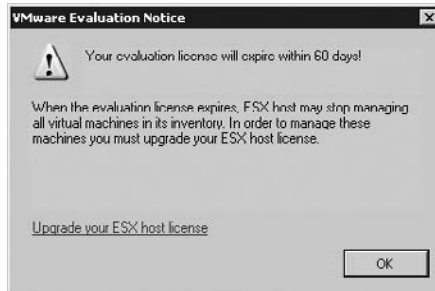 VMware Evaluation Notice
Your evaluation license will expire within 60 days!
When the evaluation license expires, ESX host may stop managing
all virtual machines in its inventory. In order to manage these
machines you must upgrade your ESX host license.
Upgrade your ESX host license
OK